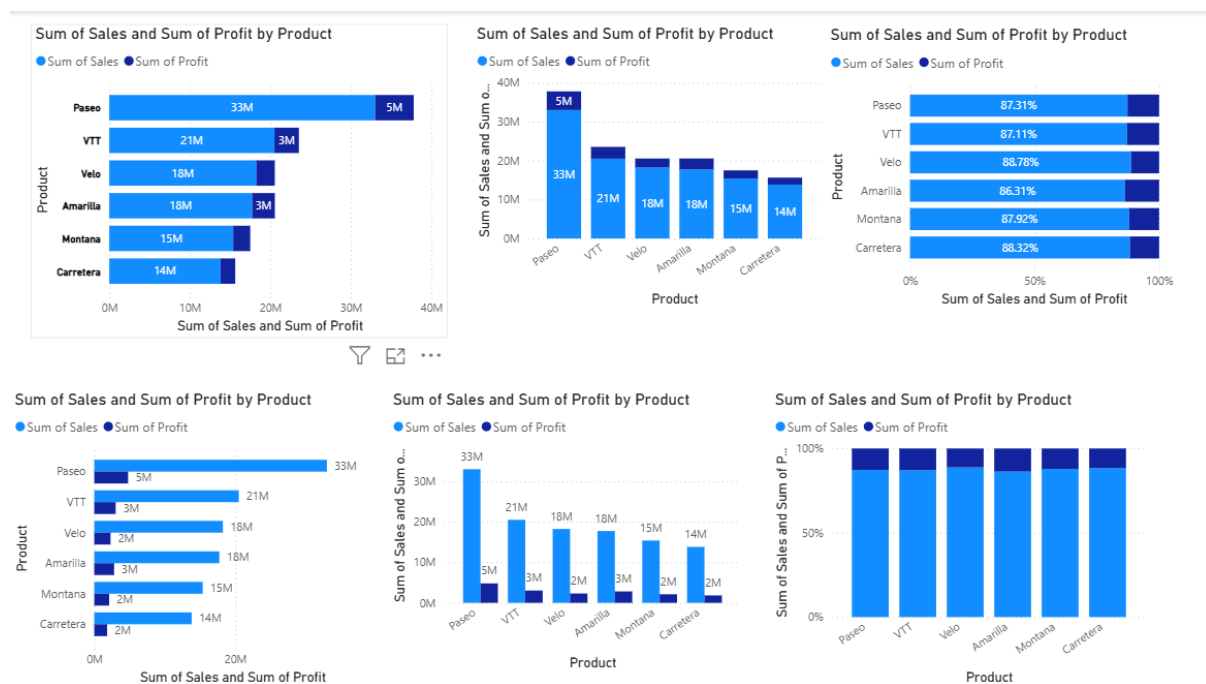 Sum of Sales and Sum of Profit by Product
Sum of Sales Sum of Profit
Product
Paseo 33M 5M
VTT 21M 3M
Velo 18M
Amarilla 18M 3M
Montana 15M
Carretera 14M
0M 10M 20M 30M 40M
Sum of Sales and Sum of Profit
Sum of Sales and Sum of Profit by Product
Sum of Sales Sum of Profit
Sum of Sales and Sum o...
40M
30M
20M
10M
0M
5M
33M 21M 18M 18M 15M 14M
Paseo VTT Velo Amarilla Montana Carretera
Product
Sum of Sales and Sum of Profit by Product
Sum of Sales Sum of Profit
Product
Paseo 87.31%
VTT 87.11%
Velo 88.78%
Amarilla 86.31%
Montana 87.92%
Carretera 88.32%
0% 50% 100%
Sum of Sales and Sum of Profit
Sum of Sales and Sum of Profit by Product
Sum of Sales Sum of Profit
Product
Paseo 33M
5M
VTT 21M
3M
Velo 18M
2M
Amarilla 18M
3M
Montana 15M
2M
Carretera 14M
2M
0M 20M
Sum of Sales and Sum of Profit
Sum of Sales and Sum of Profit by Product
Sum of Sales Sum of Profit
Sum of Sales and Sum o...
30M
20M
10M
0M
33M 21M 18M 18M 15M 14M
5M 3M 2M 3M 2M 2M
Paseo VTT Velo Amarilla Montana Carretera
Product
Sum of Sales and Sum of Profit by Product
Sum of Sales Sum of Profit
Sum of Sales and Sum of P...
100%
50%
0%
Paseo VTT Velo Amarilla Montana Carretera
Product